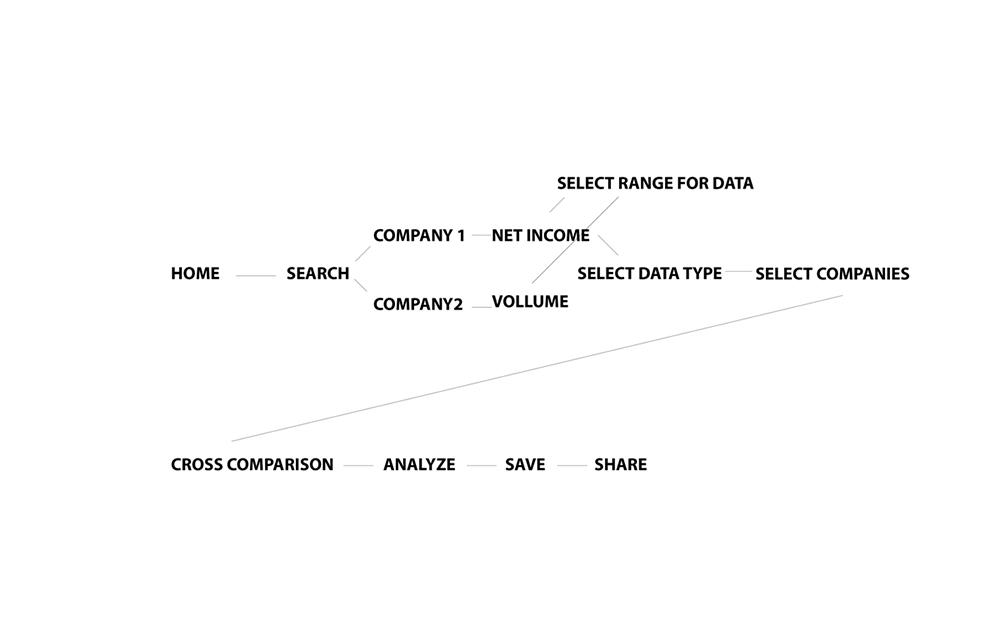 SELECT RANGE FOR DATA
COMPANY 1
NET INCOME
HOME
SEARCH
SELECT DATA TYPE
SELECT COMPANIES
COMPANY2
VOLLUME
CROSS COMPARISON
ANALYZE
SAVE
SHARE